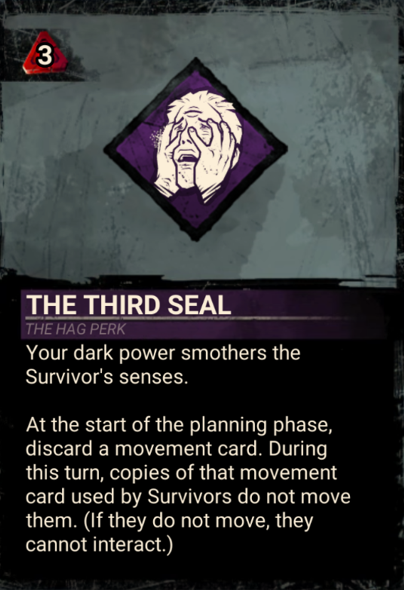 3
THE THIRD SEAL
THE HAG PERK
Your dark power smothers the
Survivor's senses.
At the start of the planning phase,
discard a movement card. During
this turn, copies of that movement
card used by Survivors do not move
them. (If they do not move, they
cannot interact.)